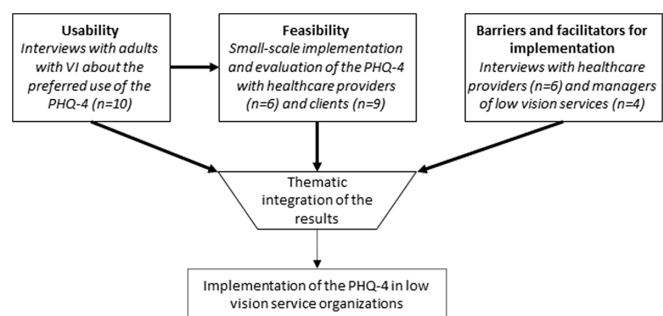 Usability
Interviews with adults
with VI about the
preferred use of the
PHQ-4 (n=10)
Feasibility
Small-scale implementation
and evaluation of the PHQ-4
with healthcare providers
(n=6) and clients (n=9)
Barriers and facilitators for
implementation
Interviews with healthcare
providers (n=6) and managers
of low vision services (n=4)
Thematic
integration of the
results
Implementation of the PHQ-4 in low
vision service organizations